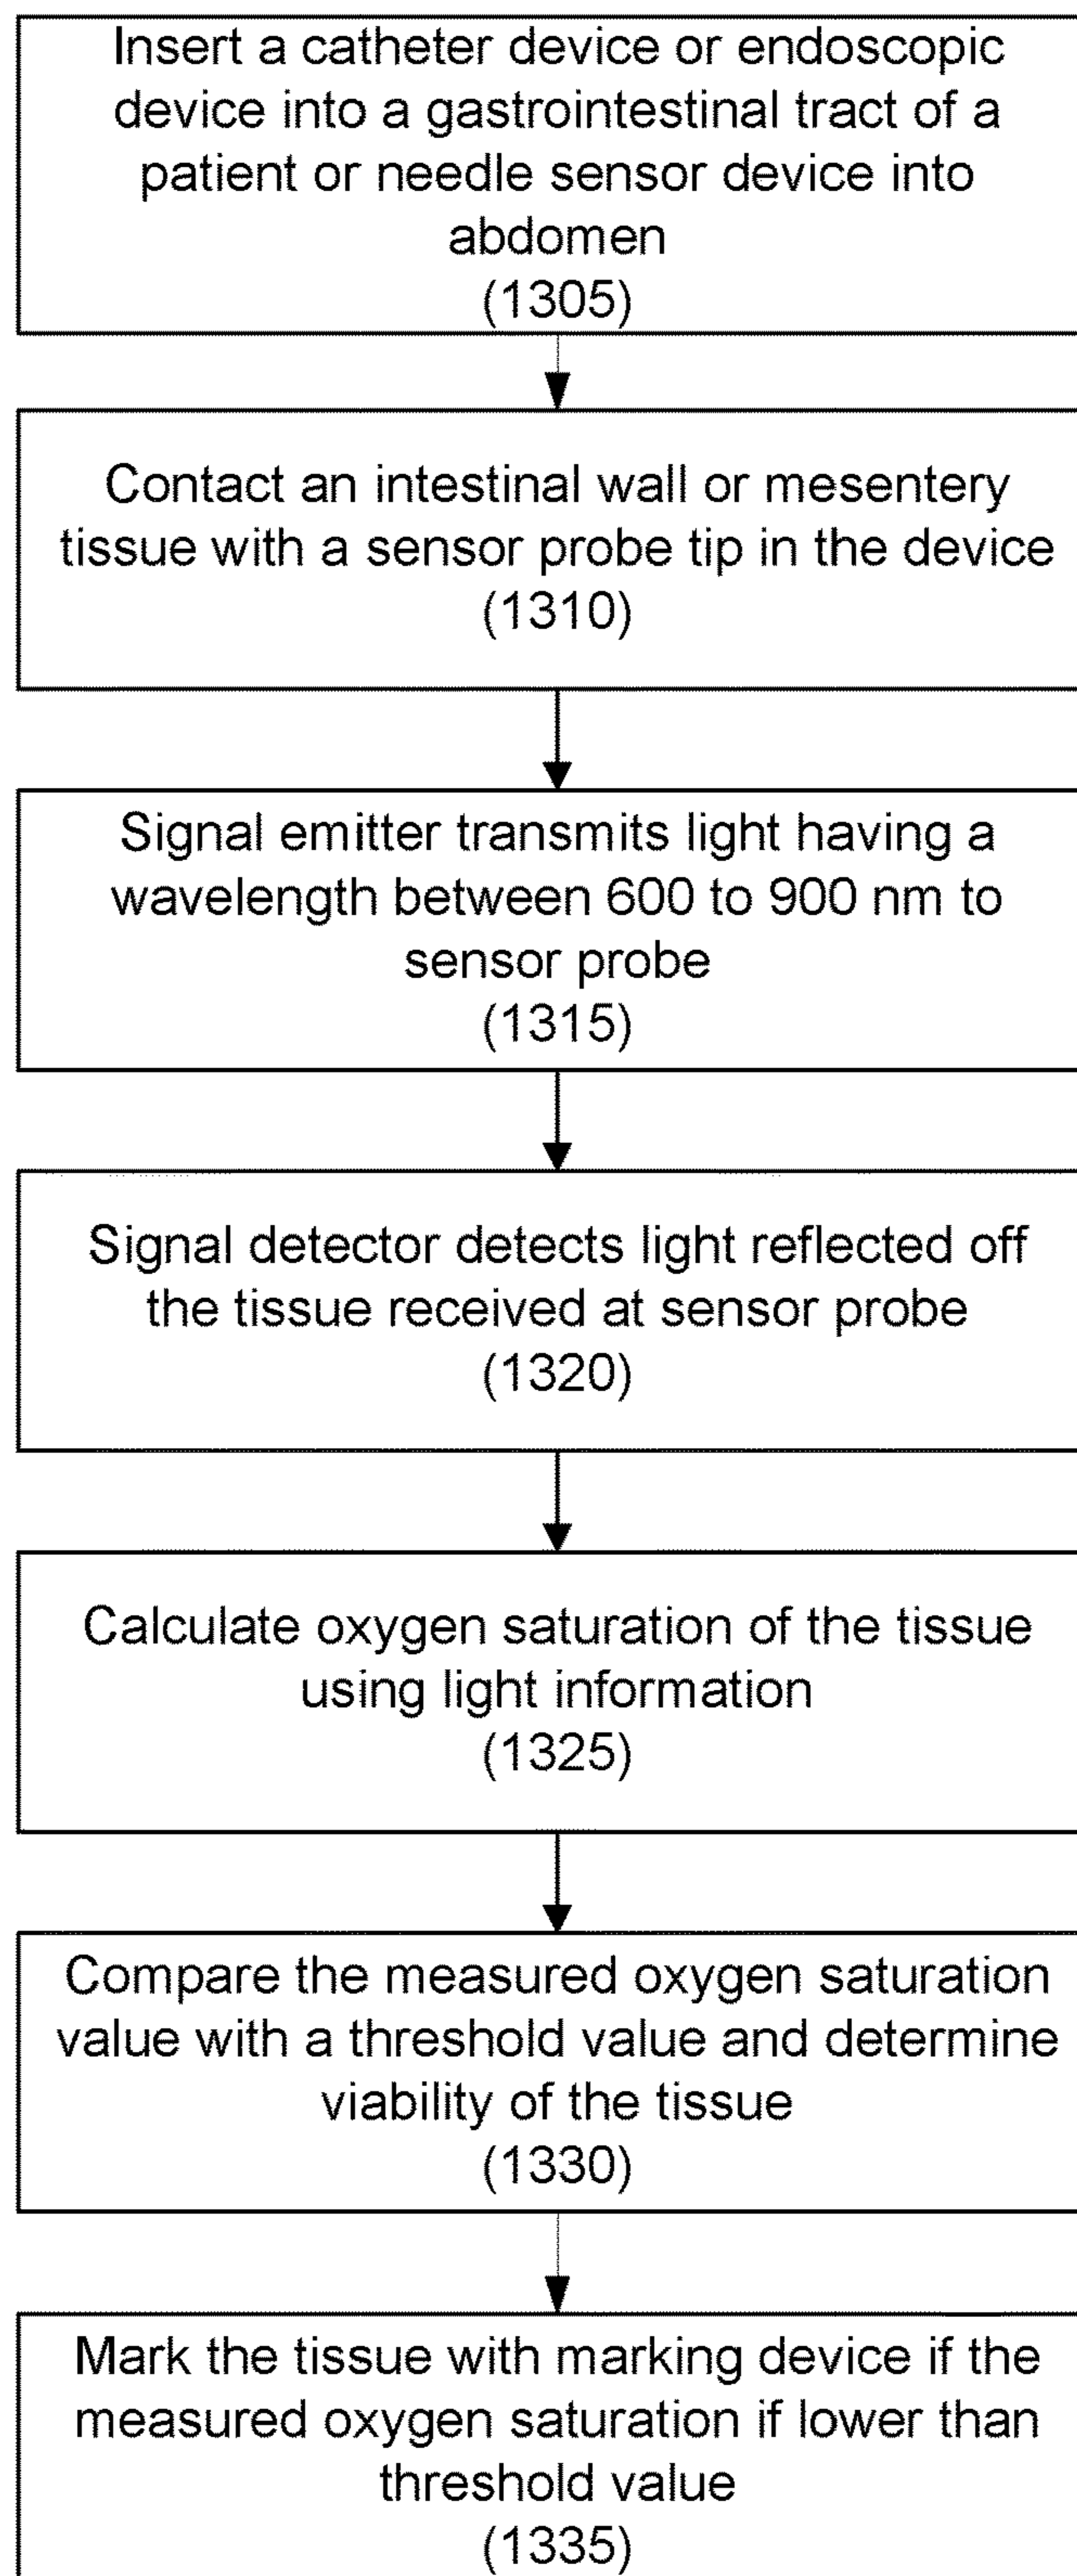 Insert a catheter device or endoscopic
device into a gastrointestinal tract of a
patient or needle sensor device into
abdomen
(1305)
Contact an intestinal wall or mesentery
tissue with a sensor probe tip in the device
(1310)
Signal emitter transmits light having a
wavelength between 600 to 900 nm to
sensor probe
(1315)
Signal detector detects light reflected off
the tissue received at sensor probe
(1320)
Calculate oxygen saturation of the tissue
using light information
(1325)
Compare the measured oxygen saturation
value with a threshold value and determine
viability of the tissue
(1330)
Mark the tissue with marking device if the
measured oxygen saturation if lower than
threshold value
(1335)